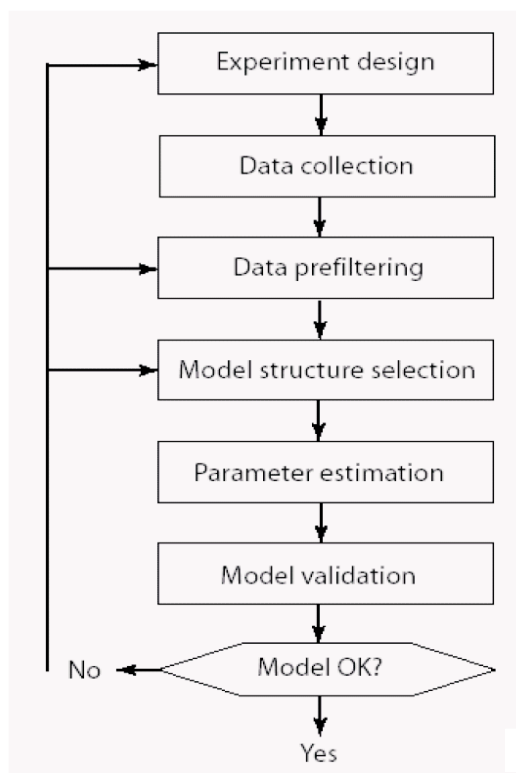 Experiment design
Data collection
Data prefiltering
Model structure selection
Parameter estimation
Model validation
Model OK?
No
Yes